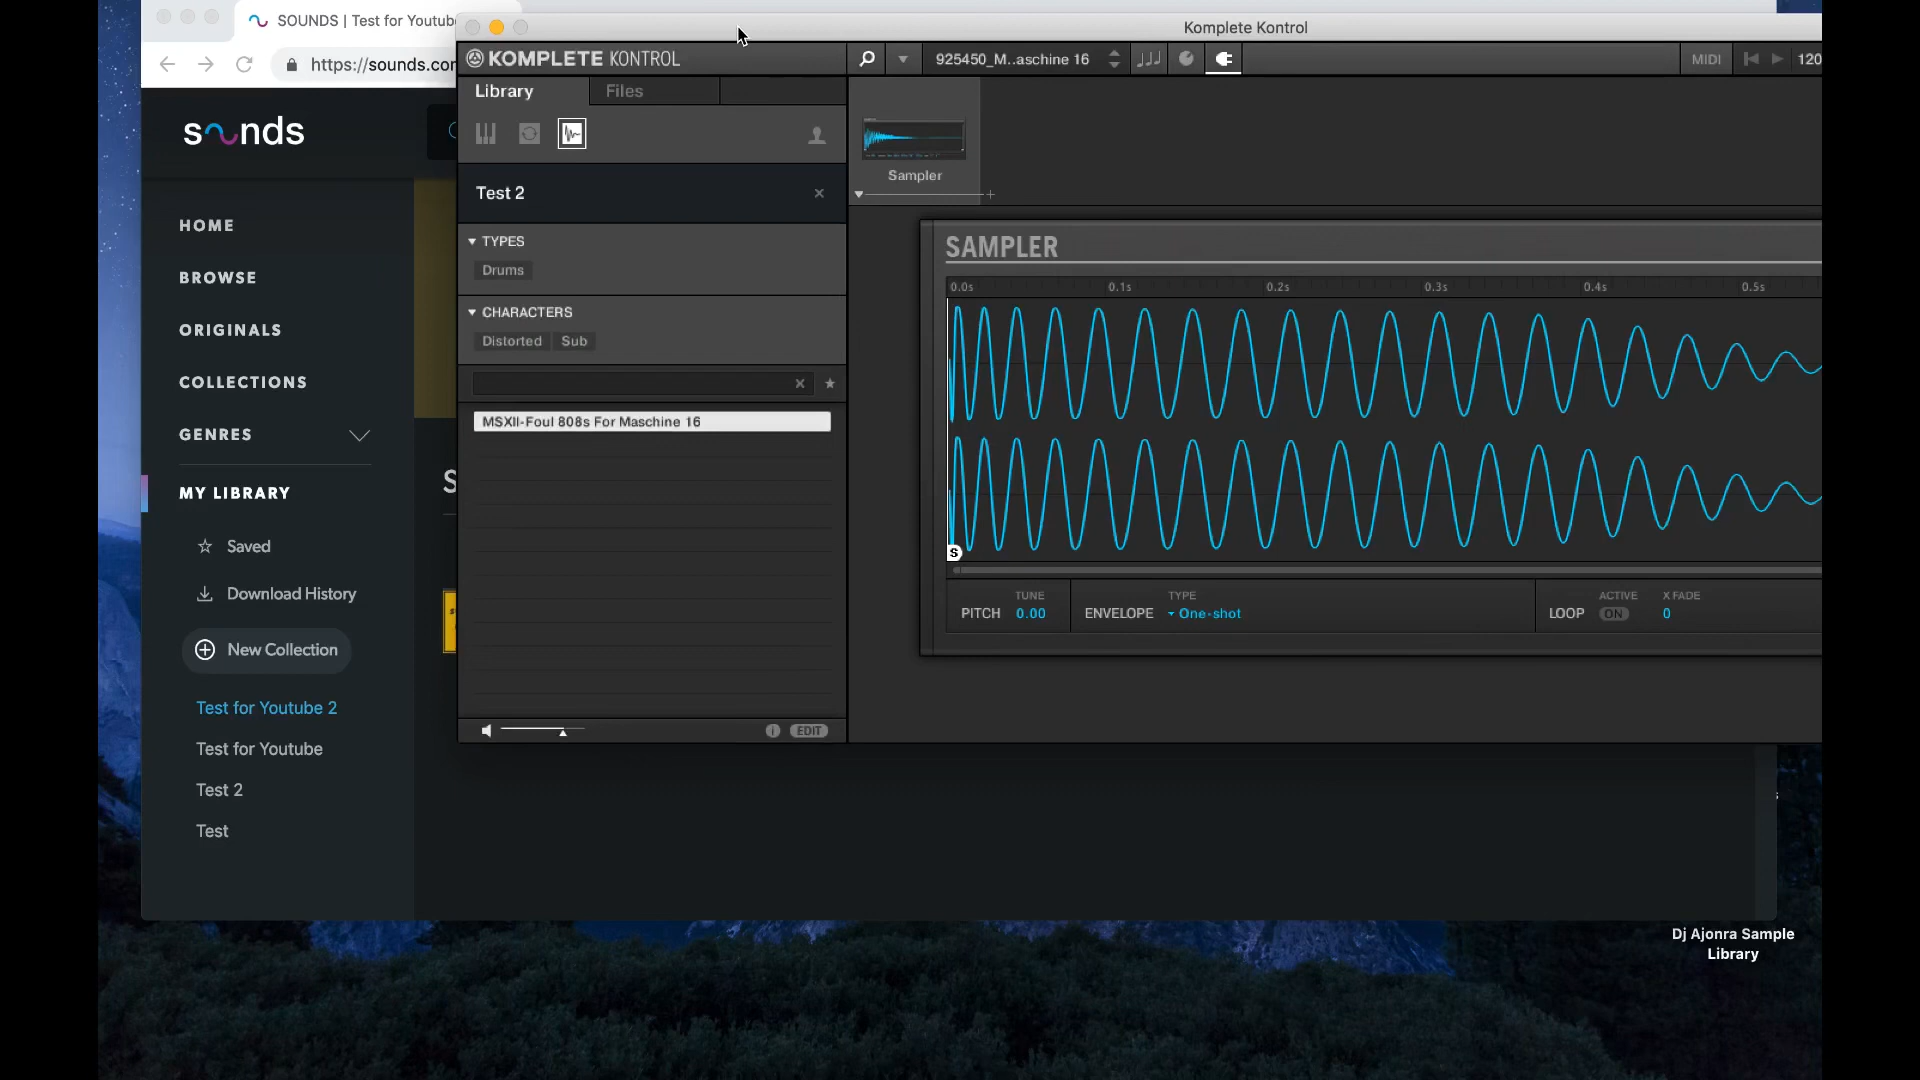 SOUNDS | Test for Youtube
https://sounds.com
sounds
HOME
BROWSE
ORIGINALS
COLLECTIONS
GENRES
MY LIBRARY
Saved
Download History
New Collection
Test for Youtube 2
Test for Youtube
Test 2
Test
S
Komplete Kontrol
KOMPLETE KONTROL
925450_M..aschine 16
MIDI
120
Library
Files
Test 2
TYPES
Drums
CHARACTERS
Distorted Sub
MSXII-Foul 808s For Maschine 16
EDIT
Sampler
SAMPLER
0.0s 0.1s 0.2s 0.3s 0.4s 0.5s
S
TUNE TYPE ACTIVE X FADE
PITCH 0.00 ENVELOPE One-shot LOOP ON 0
Dj Ajonra Sample
Library